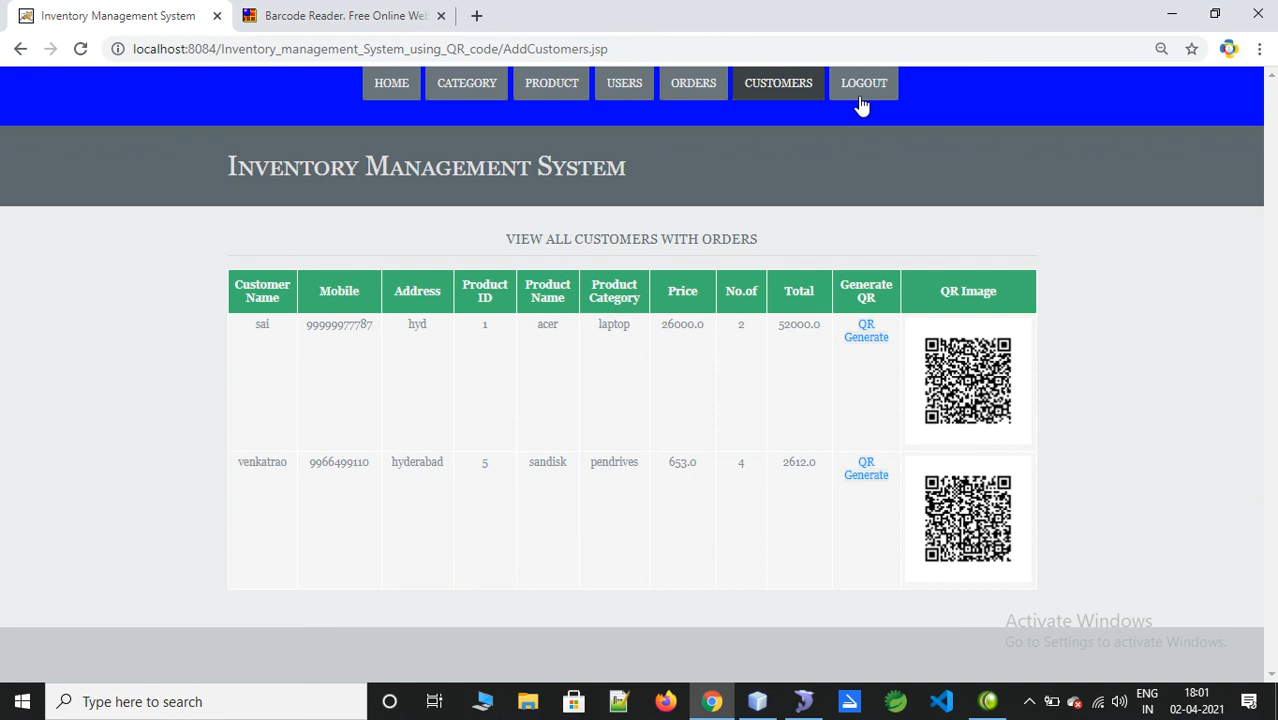 Inventory Management System
Barcode Reader. Free Online Web
localhost:8084/Inventory_management_System_using_QR_code/AddCustomers.jsp
HOME CATEGORY PRODUCT USERS ORDERS CUSTOMERS LOGOUT
INVENTORY MANAGEMENT SYSTEM
VIEW ALL CUSTOMERS WITH ORDERS
Customer Name Mobile Address Product ID Product Name Product Category Price No.of Total Generate QR QR Image
sai 99999977787 hyd 1 acer laptop 26000.0 2 52000.0 QR Generate
venkatrao 9966499110 hyderabad 5 sandisk pendrives 653.0 4 2612.0 QR Generate
Activate Windows
Go to Settings to activate Windows.
Type here to search
ENG
IN
18:01
02-04-2021